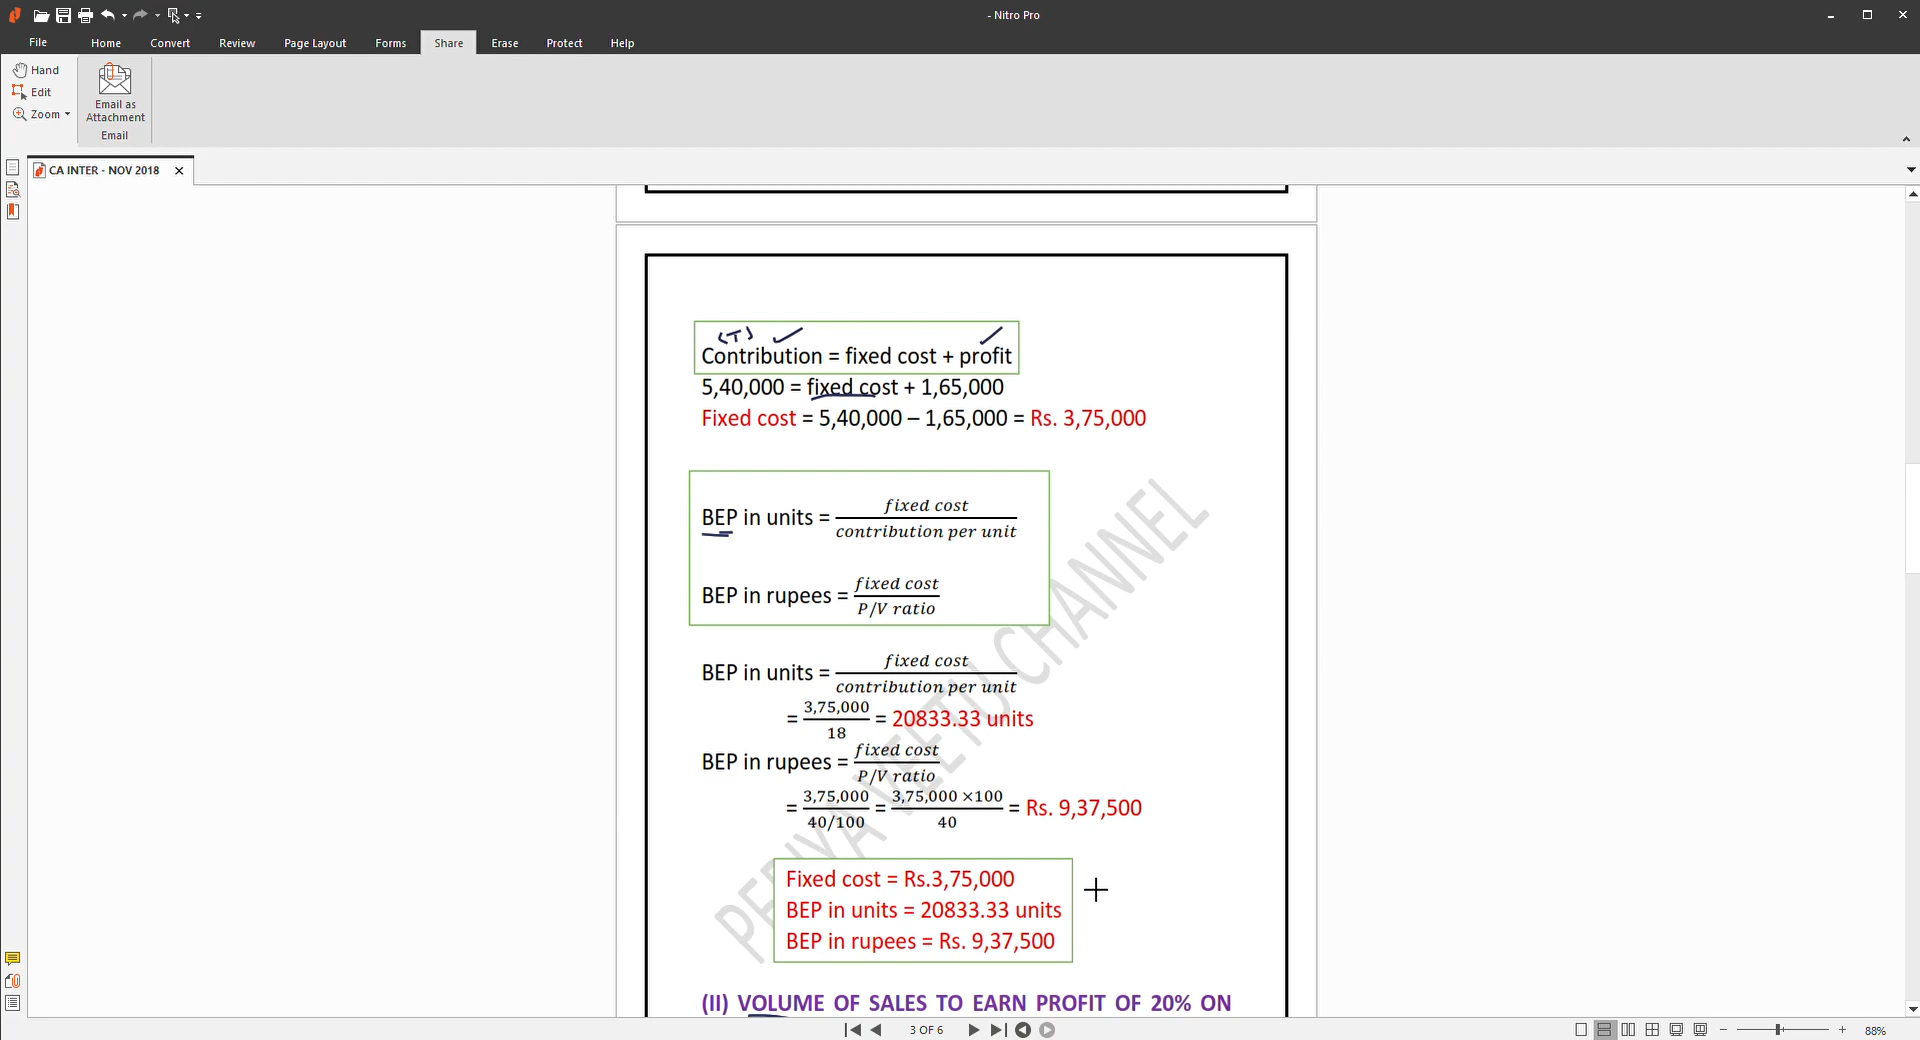 - Nitro Pro
File Home Convert Review Page Layout Forms Share Erase Protect Help
Hand
Edit
Zoom
Email as
Attachment
Email
CA INTER - NOV 2018
(T)
Contribution = fixed cost + profit
5,40,000 = fixed cost + 1,65,000
Fixed cost = 5,40,000 – 1,65,000 = Rs. 3,75,000
BEP in units = fixed cost / contribution per unit
BEP in rupees = fixed cost / P/V ratio
BEP in units = fixed cost / contribution per unit
= 3,75,000 / 18 = 20833.33 units
BEP in rupees = fixed cost / P/V ratio
= 3,75,000 / 40/100 = 3,75,000 ×100 / 40 = Rs. 9,37,500
Fixed cost = Rs.3,75,000
BEP in units = 20833.33 units
BEP in rupees = Rs. 9,37,500
(II) VOLUME OF SALES TO EARN PROFIT OF 20% ON
VEETU CHANNEL
3 OF 6
88%